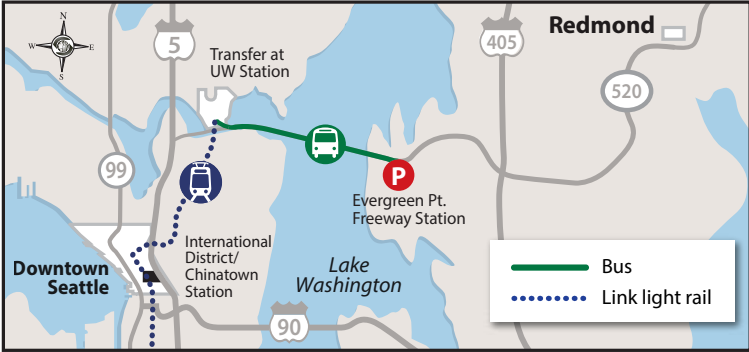 N
W
E
S
5
405
Redmond
Transfer at
UW Station
520
99
P
Evergreen Pt.
Freeway Station
International
District/
Chinatown
Station
Downtown
Seattle
Lake
Washington
90
Bus
Link light rail